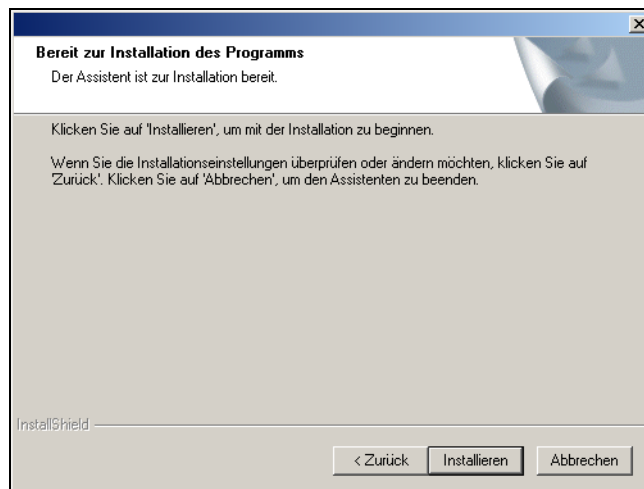 Bereit zur Installation des Programms
Der Assistent ist zur Installation bereit.
Klicken Sie auf 'Installieren', um mit der Installation zu beginnen.
Wenn Sie die Installationseinstellungen überprüfen oder ändern möchten, klicken Sie auf
'Zurück'. Klicken Sie auf 'Abbrechen', um den Assistenten zu beenden.
InstallShield
< Zurück Installieren Abbrechen